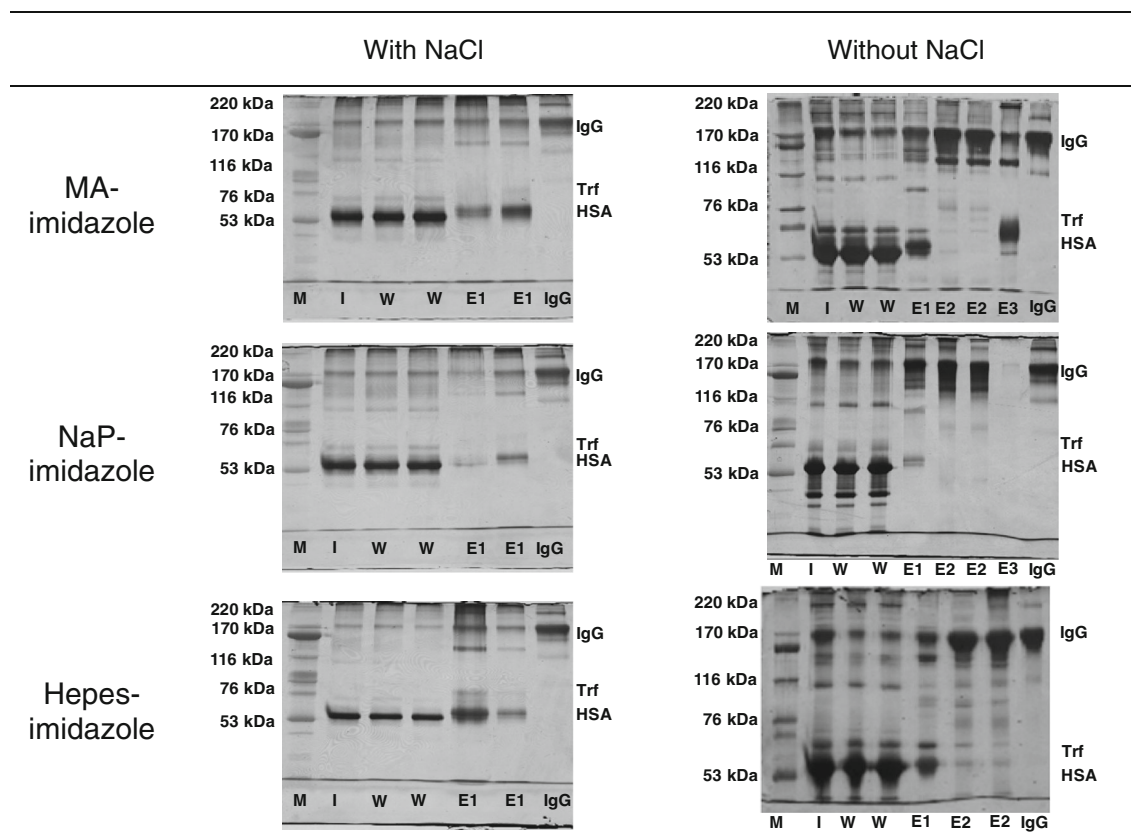 With NaCl
Without NaCl
MA-
imidazole
220 kDa
170 kDa
116 kDa
76 kDa
53 kDa
IgG
Trf
HSA
M I W W E1 E1 IgG
220 kDa
170 kDa
116 kDa
76 kDa
53 kDa
IgG
Trf
HSA
M I W W E1 E2 E2 E3 IgG
NaP-
imidazole
220 kDa
170 kDa
116 kDa
76 kDa
53 kDa
IgG
Trf
HSA
M I W W E1 E1 IgG
220 kDa
170 kDa
116 kDa
76 kDa
53 kDa
IgG
Trf
HSA
M I W W E1 E2 E2 E3 IgG
Hepes-
imidazole
220 kDa
170 kDa
116 kDa
76 kDa
53 kDa
IgG
Trf
HSA
M I W W E1 E1 IgG
220 kDa
170 kDa
116 kDa
76 kDa
53 kDa
IgG
Trf
HSA
M I W W E1 E2 E2 IgG